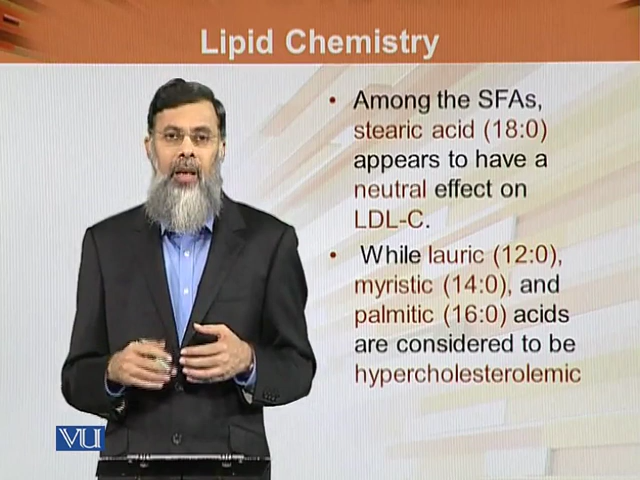 Lipid Chemistry
• Among the SFAs,
stearic acid (18:0)
appears to have a
neutral effect on
LDL-C.
• While lauric (12:0),
myristic (14:0), and
palmitic (16:0) acids
are considered to be
hypercholesterolemic
VU